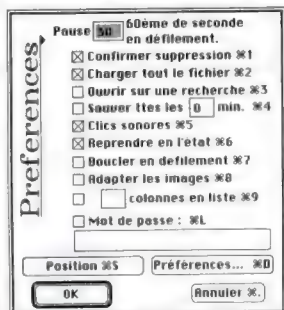 Preferences
Pause 30 60ème de seconde
en défilement.
Confirmer suppression ⌘1
Charger tout le fichier ⌘2
Ouvrir sur une recherche ⌘3
Sauver ttes les 0 min. ⌘4
Clics sonores ⌘5
Reprendre en l'état ⌘6
Boucler en défilement ⌘7
Adapter les images ⌘8
colonnes en liste ⌘9
Mot de passe : ⌘L
Position ⌘S
Préférences... ⌘D
OK
Annuler ⌘.